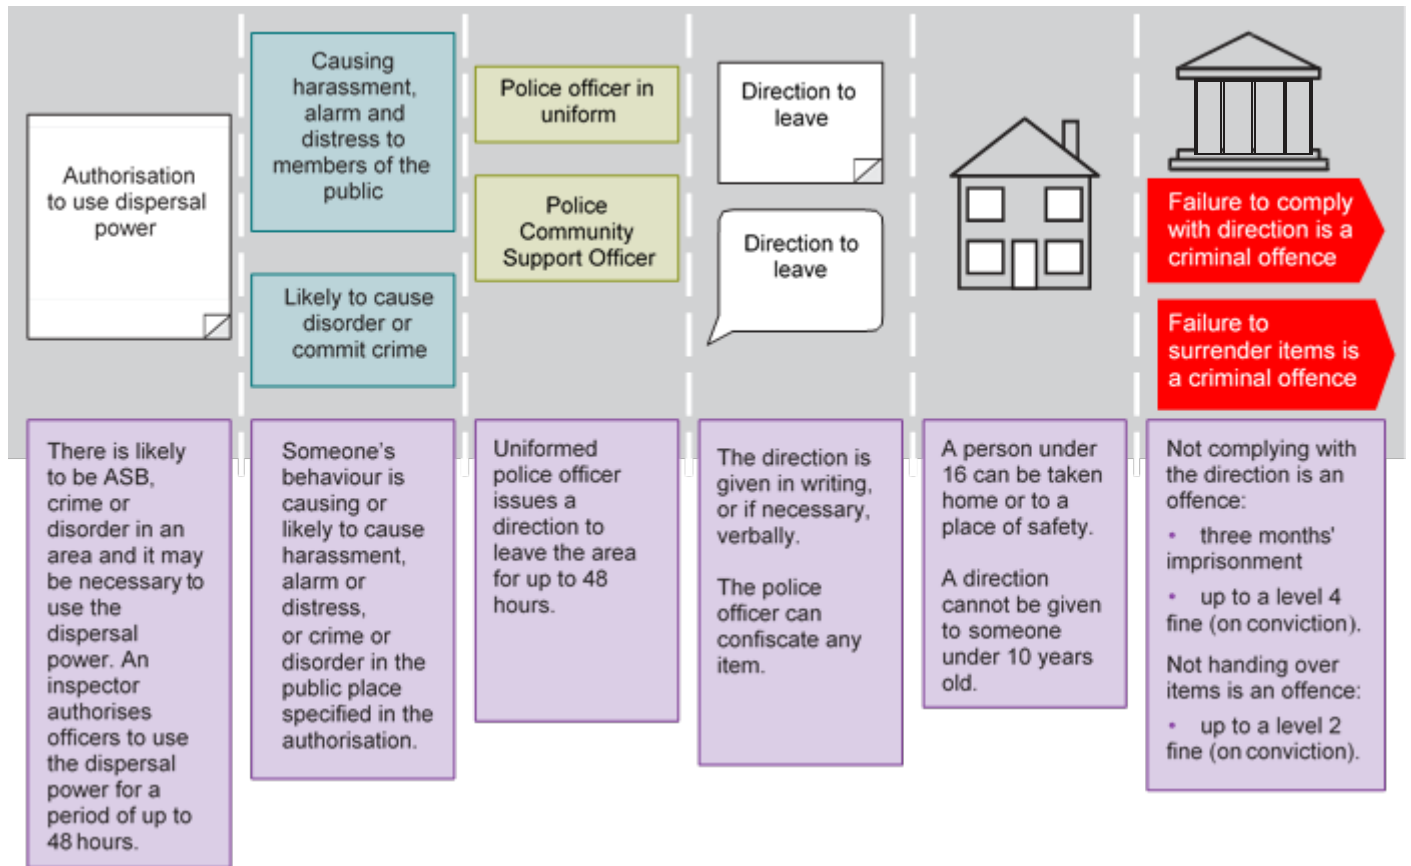 Authorisation
to use dispersal
power
Causing
harassment,
alarm and
distress to
members of the
public
Likely to cause
disorder or
commit crime
Police officer in
uniform
Police
Community
Support Officer
Direction to
leave
Direction to
leave
Failure to comply
with direction is a
criminal offence
Failure to
surrender items is
a criminal offence
There is likely
to be ASB,
crime or
disorder in an
area and it may
be necessary to
use the
dispersal
power. An
inspector
authorises
officers to use
the dispersal
power for a
period of up to
48 hours.
Someone's
behaviour is
causing or
likely to cause
harassment,
alarm or
distress,
or crime or
disorder in the
public place
specified in the
authorisation.
Uniformed
police officer
issues a
direction to
leave the area
for up to 48
hours.
The direction is
given in writing,
or if necessary,
verbally.
The police
officer can
confiscate any
item.
A person under
16 can be taken
home or to a
place of safety.
A direction
cannot be given
to someone
under 10 years
old.
Not complying with
the direction is an
offence:
• three months'
imprisonment
• up to a level 4
fine (on conviction).
Not handing over
items is an offence:
• up to a level 2
fine (on conviction).